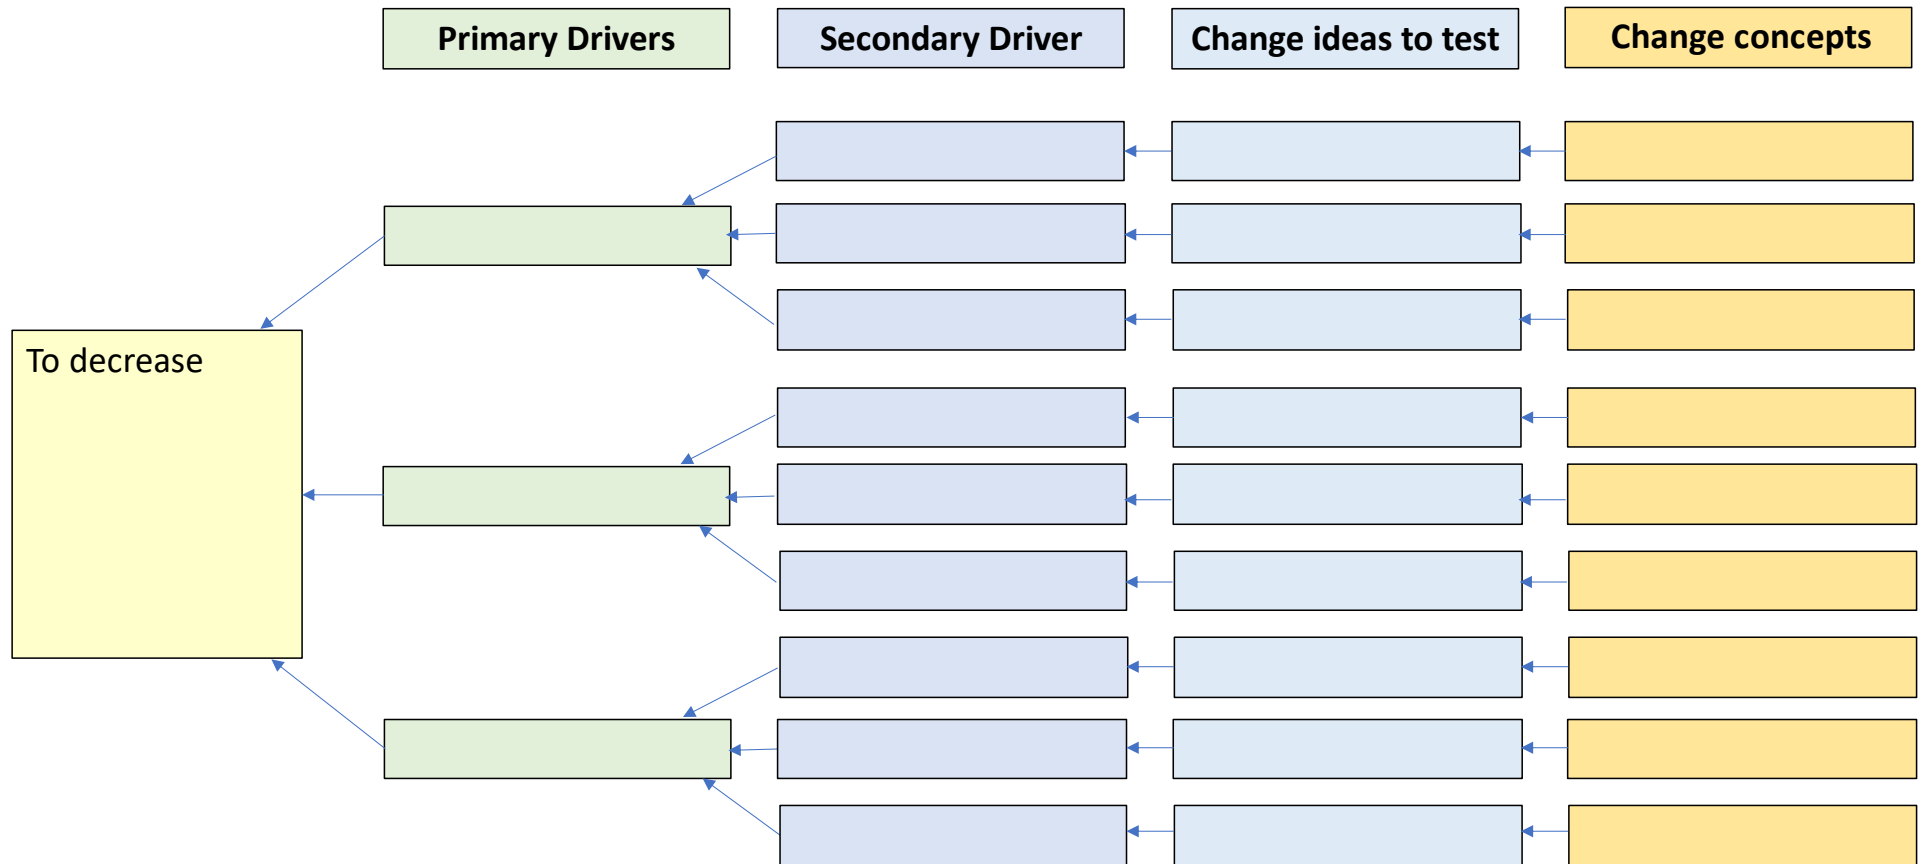 Primary Drivers
Secondary Driver
Change ideas to test
Change concepts
To decrease